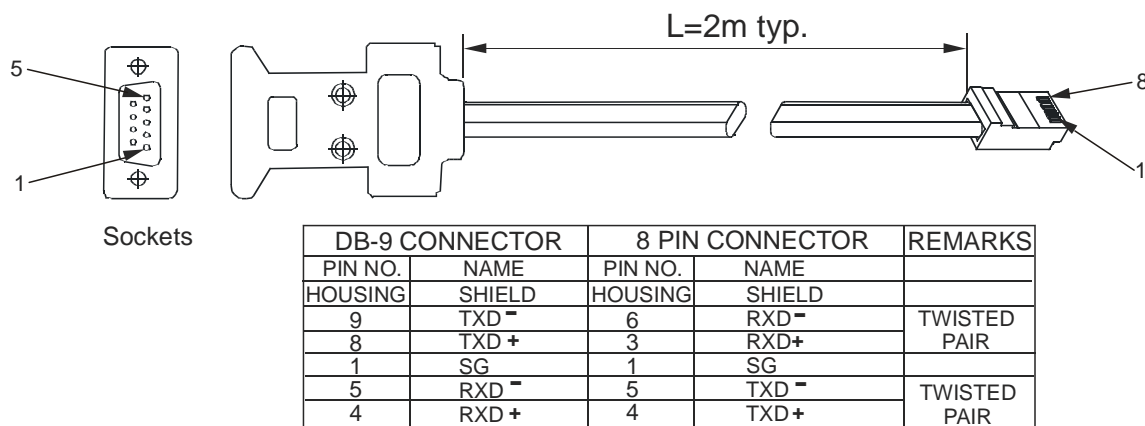 L=2m typ.
5
1
8
1
Sockets
DB-9 CONNECTOR 8 PIN CONNECTOR REMARKS
PIN NO. NAME PIN NO. NAME
HOUSING SHIELD HOUSING SHIELD
9 TXD - 6 RXD - TWISTED
8 TXD + 3 RXD+ PAIR
1 SG 1 SG
5 RXD - 5 TXD - TWISTED
4 RXD + 4 TXD + PAIR